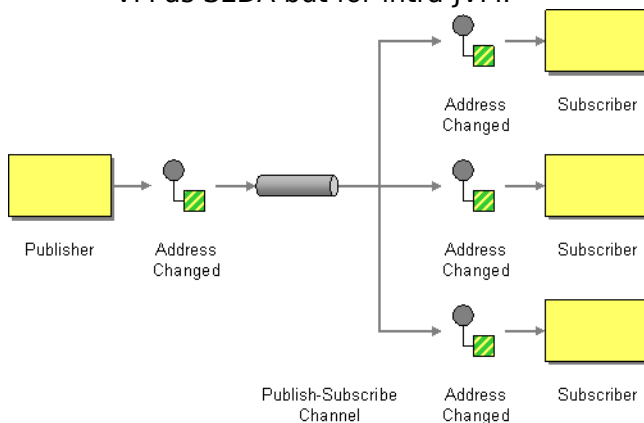 Address
Changed
Subscriber
Publisher
Address
Changed
Address
Changed
Subscriber
Publish-Subscribe
Channel
Address
Changed
Subscriber